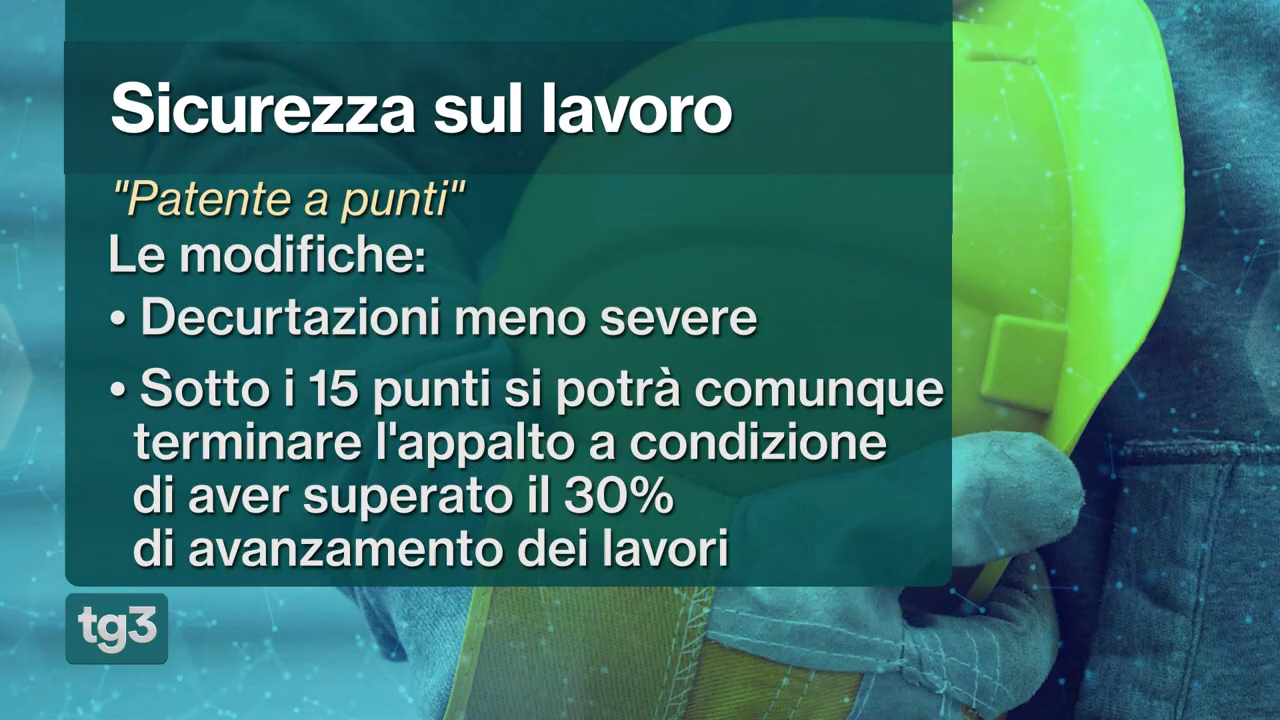 Sicurezza sul lavoro
"Patente a punti"
Le modifiche:
• Decurtazioni meno severe
• Sotto i 15 punti si potrà comunque
terminare l'appalto a condizione
di aver superato il 30%
di avanzamento dei lavori
tg3